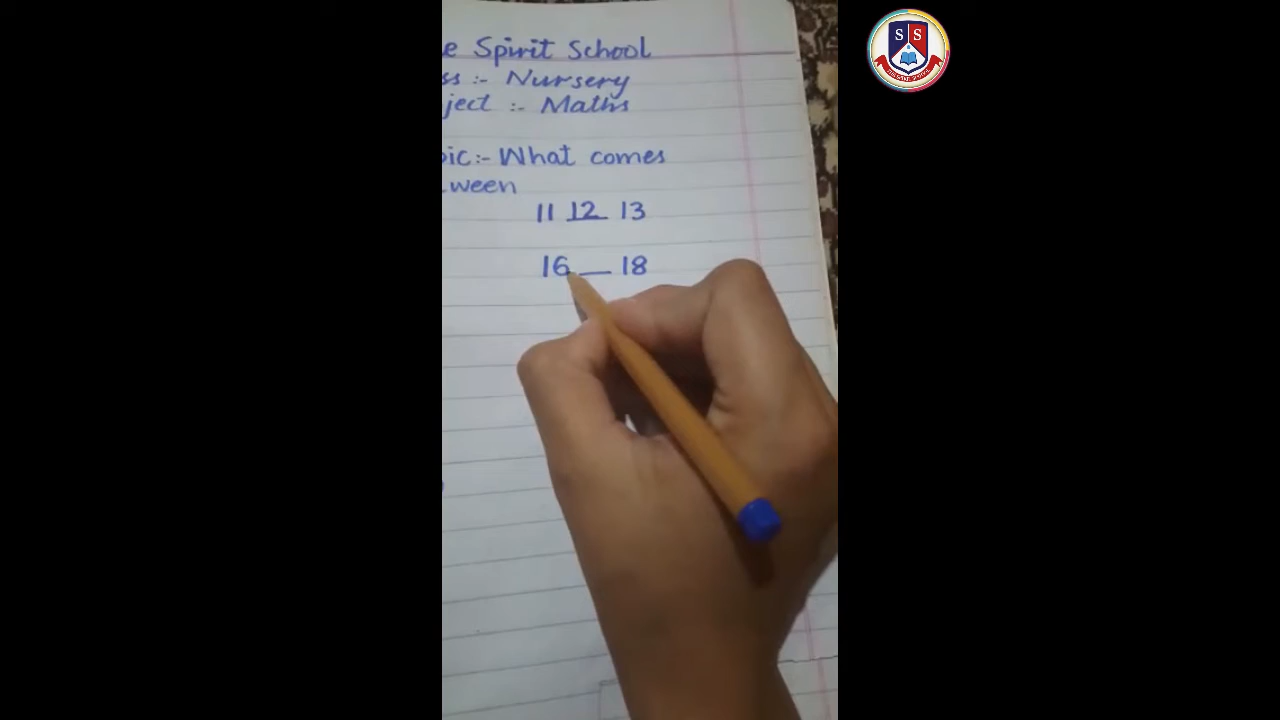 e Spirit School
ss :- Nursery
ject :- Maths
pic:- What comes
ween
11 12 13
16 __ 18
S S